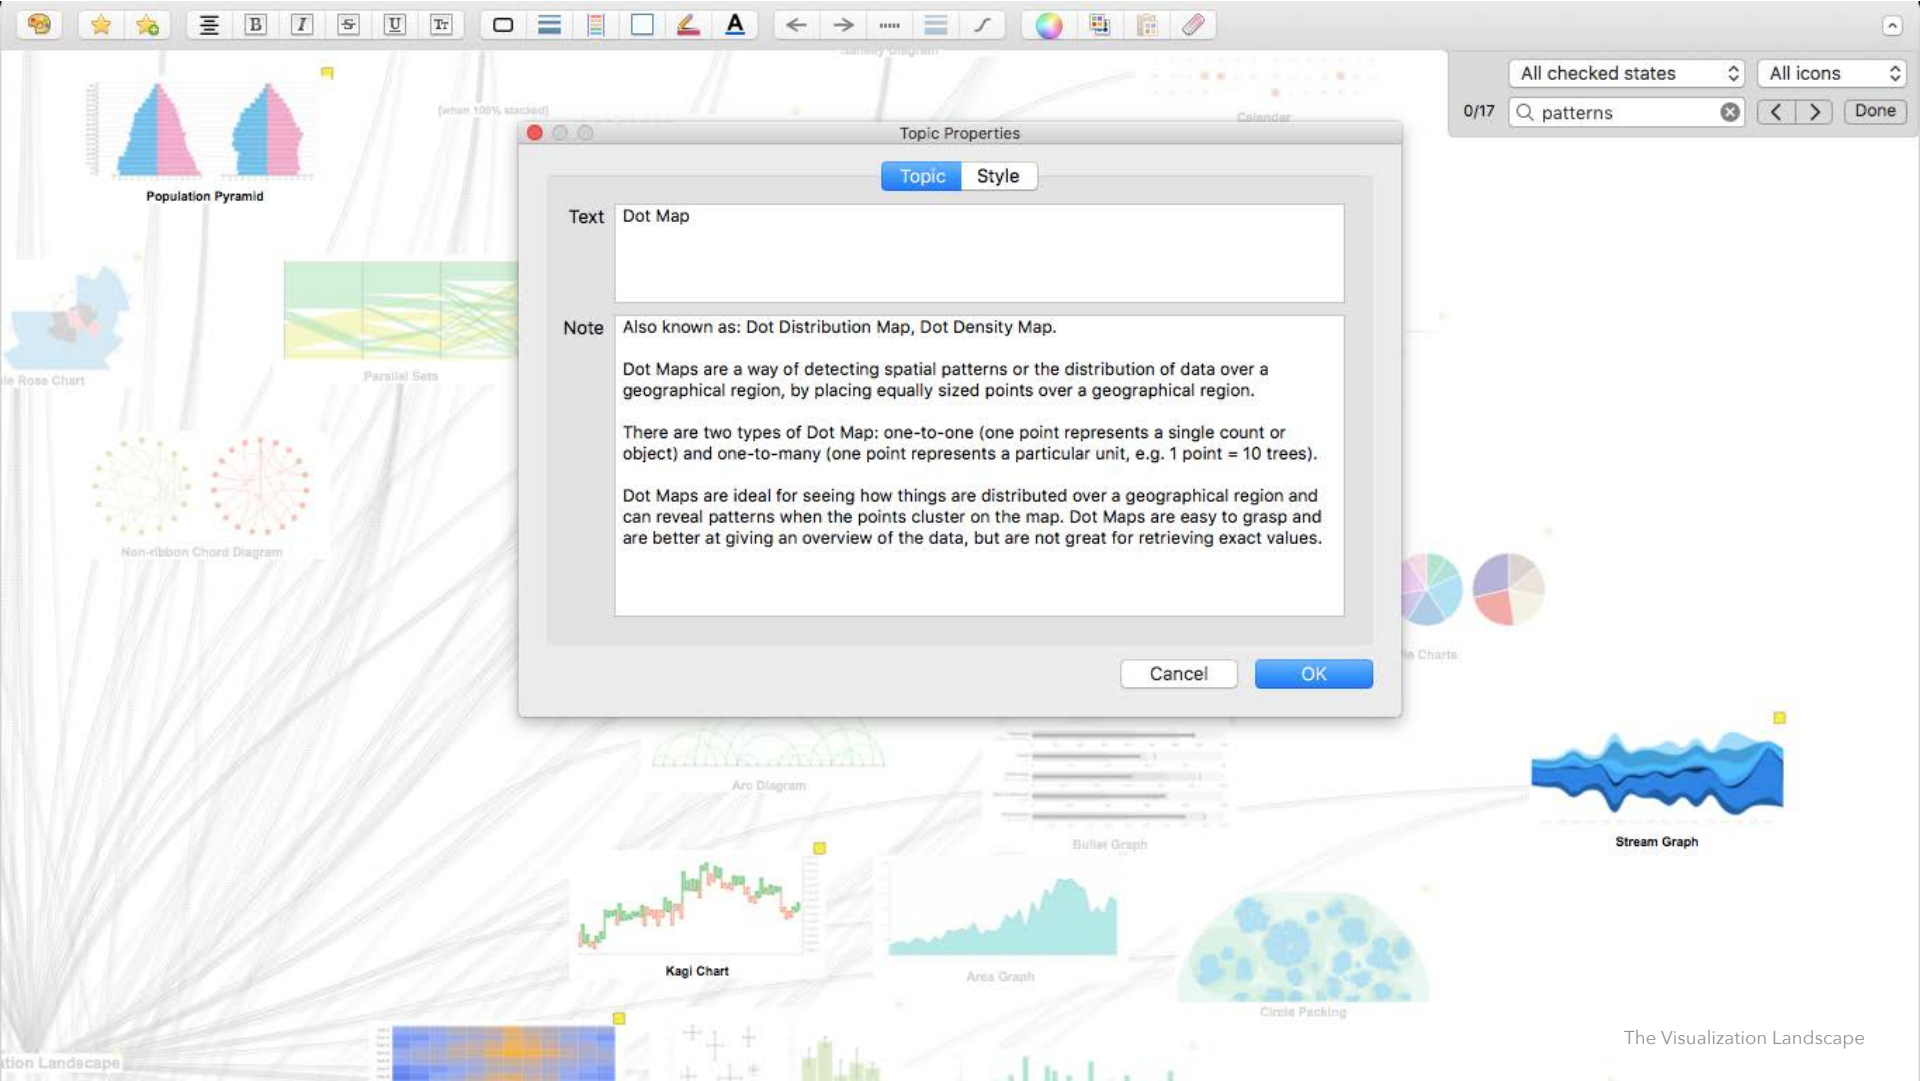 All checked states
All icons
0/17
patterns
Done
(when 100% stacked)
Calendar
Population Pyramid
Topic Properties
Topic
Style
Text
Dot Map
Note
Also known as: Dot Distribution Map, Dot Density Map.
Dot Maps are a way of detecting spatial patterns or the distribution of data over a
geographical region, by placing equally sized points over a geographical region.
There are two types of Dot Map: one-to-one (one point represents a single count or
object) and one-to-many (one point represents a particular unit, e.g. 1 point = 10 trees).
Dot Maps are ideal for seeing how things are distributed over a geographical region and
can reveal patterns when the points cluster on the map. Dot Maps are easy to grasp and
are better at giving an overview of the data, but are not great for retrieving exact values.
Cancel
OK
Rose Chart
Parallel Sets
Non-ribbon Chord Diagram
Charts
Arc Diagram
Bullet Graph
Stream Graph
Kagi Chart
Area Graph
Circle Packing
Landscape
The Visualization Landscape